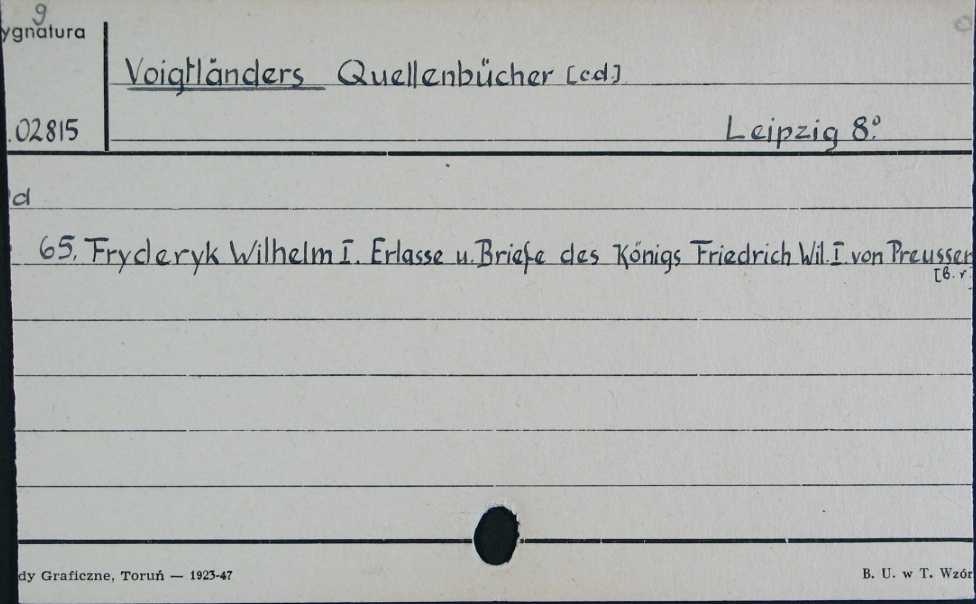 9
ygnatura
Voigtländers Quellenbücher [cd.]
.02815
Leipzig 8°.
d
65. Fryderyk Wilhelm I. Erlasse u. Briefe des Königs Friedrich Wil. I. von Preussen
[B. r.
dy Graficzne, Toruń — 1923-47
B. U. w T. Wzór